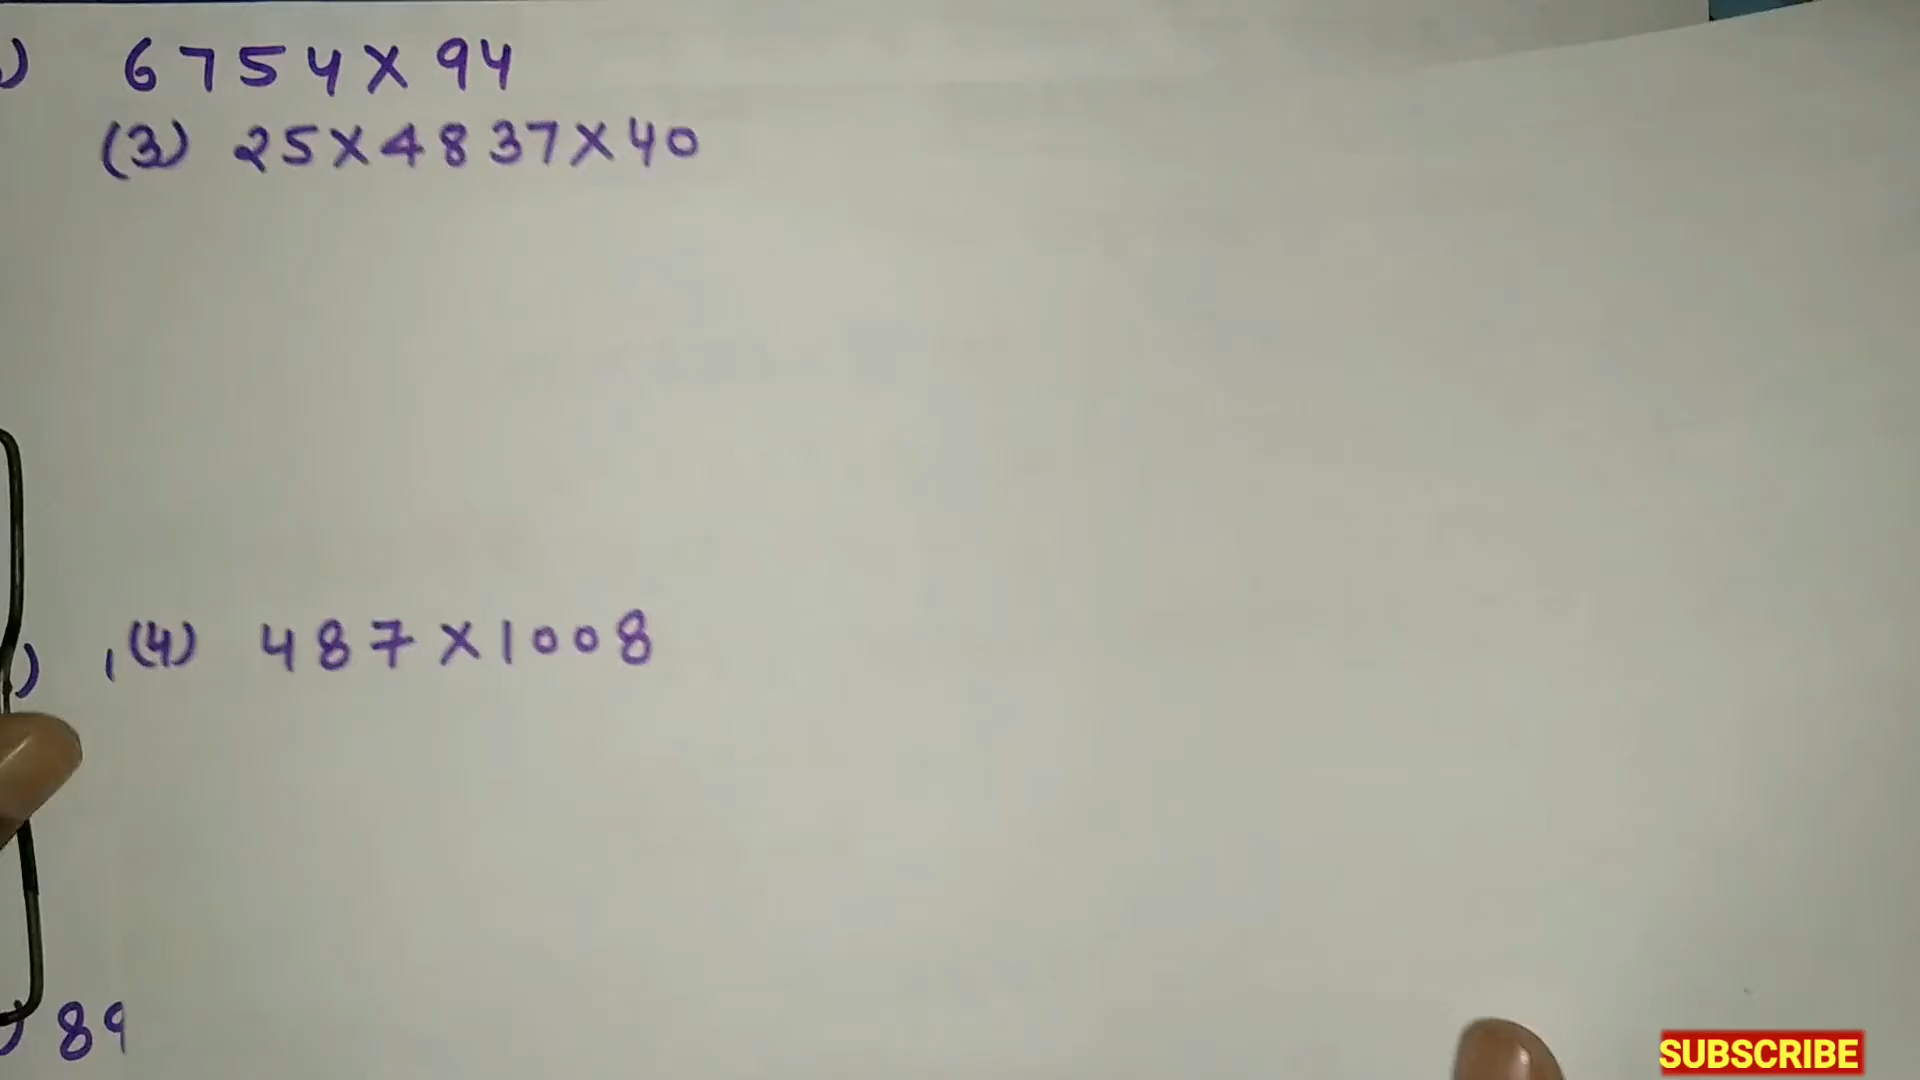 ) 6754 × 94
(3) 25 × 4837 × 40
(4) 487 × 1008
)
89
SUBSCRIBE